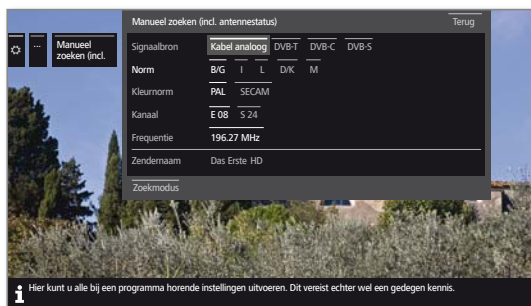 Manueel zoeken (incl. antennestatus) Terug
... Manueel
zoeken (incl.
Signaalbron Kabel analoog DVB-T DVB-C DVB-S
Norm B/G I L D/K M
Kleurnorm PAL SECAM
Kanaal E 08 S 24
Frequentie 196.27 MHz
Zendernaam Das Erste HD
Zoekmodus
i Hier kunt u alle bij een programma horende instellingen uitvoeren. Dit vereist echter wel een gedegen kennis.